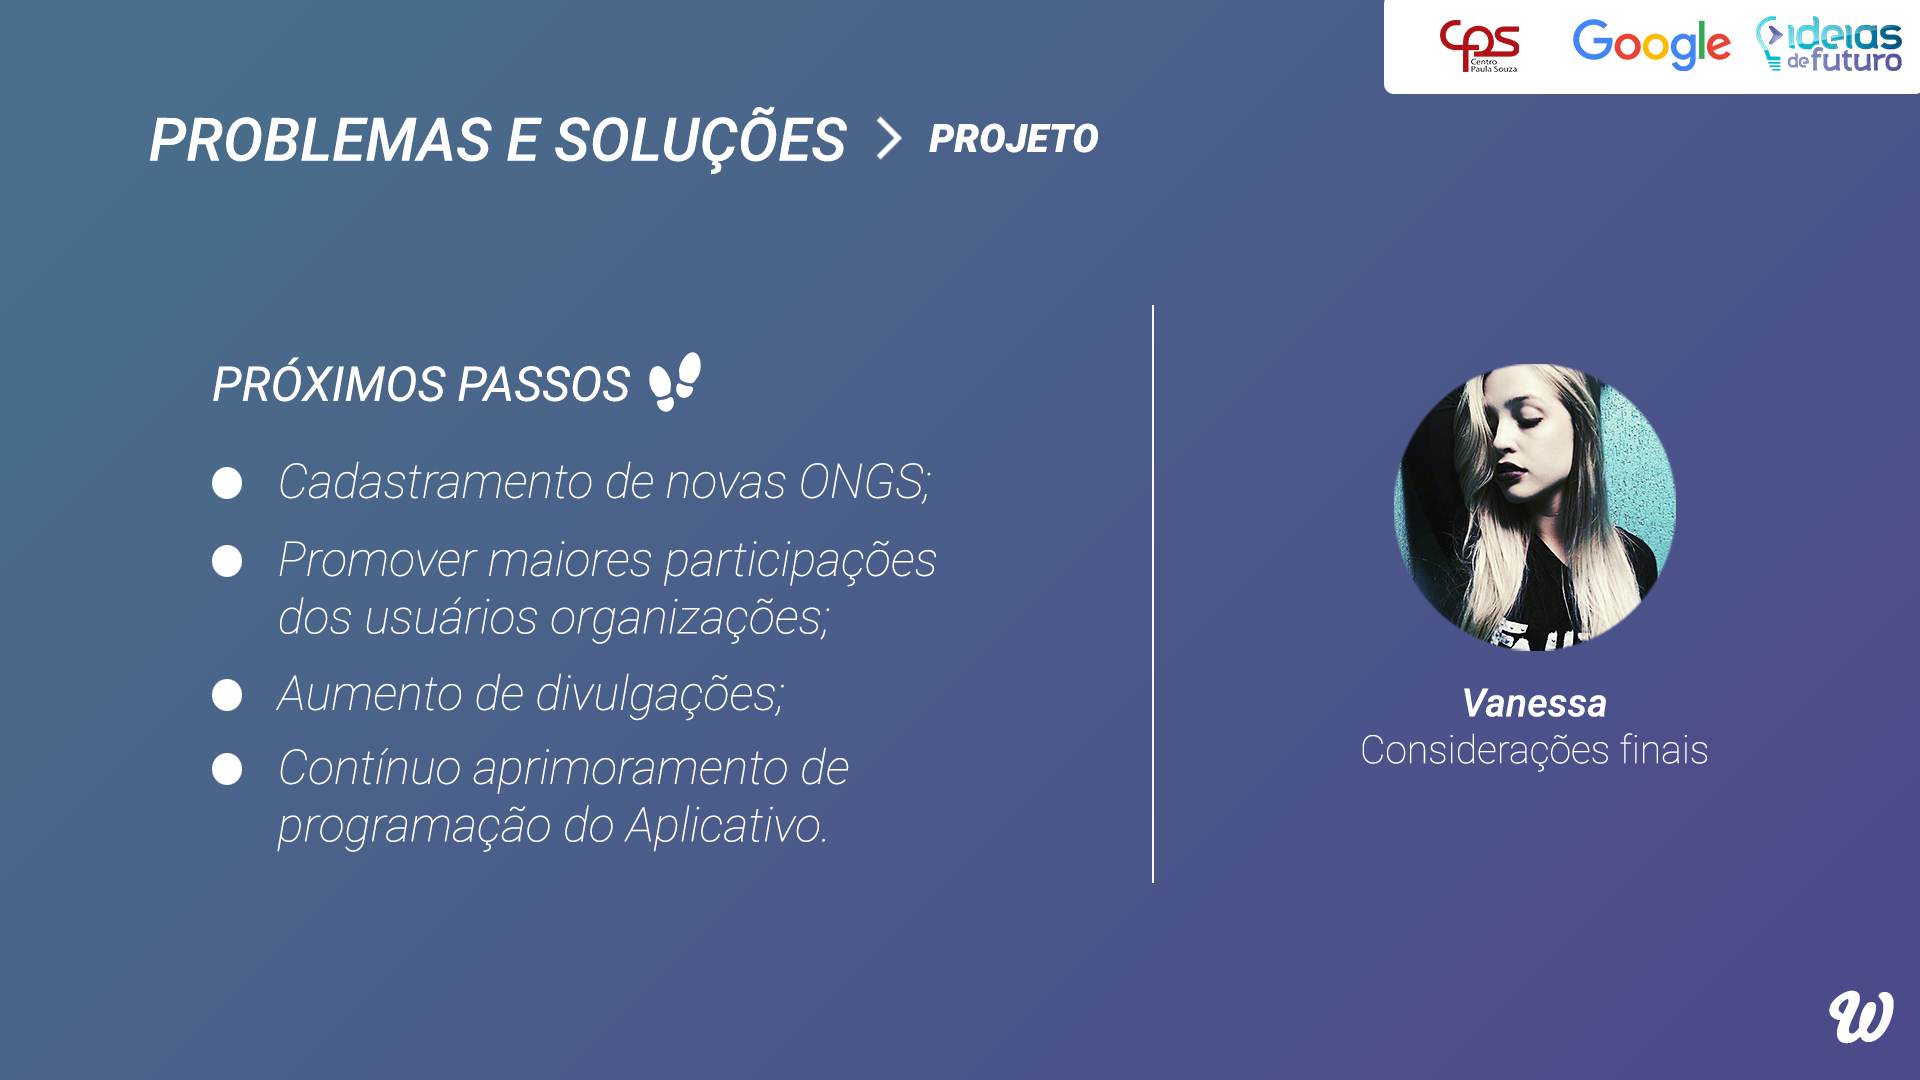 cps
Centro
Paula Souza
Google
ideias
de futuro
PROBLEMAS E SOLUÇÕES > PROJETO
PRÓXIMOS PASSOS
Cadastramento de novas ONGS;
Promover maiores participações
dos usuários organizações;
Aumento de divulgações;
Contínuo aprimoramento de
programação do Aplicativo.
Vanessa
Considerações finais
W